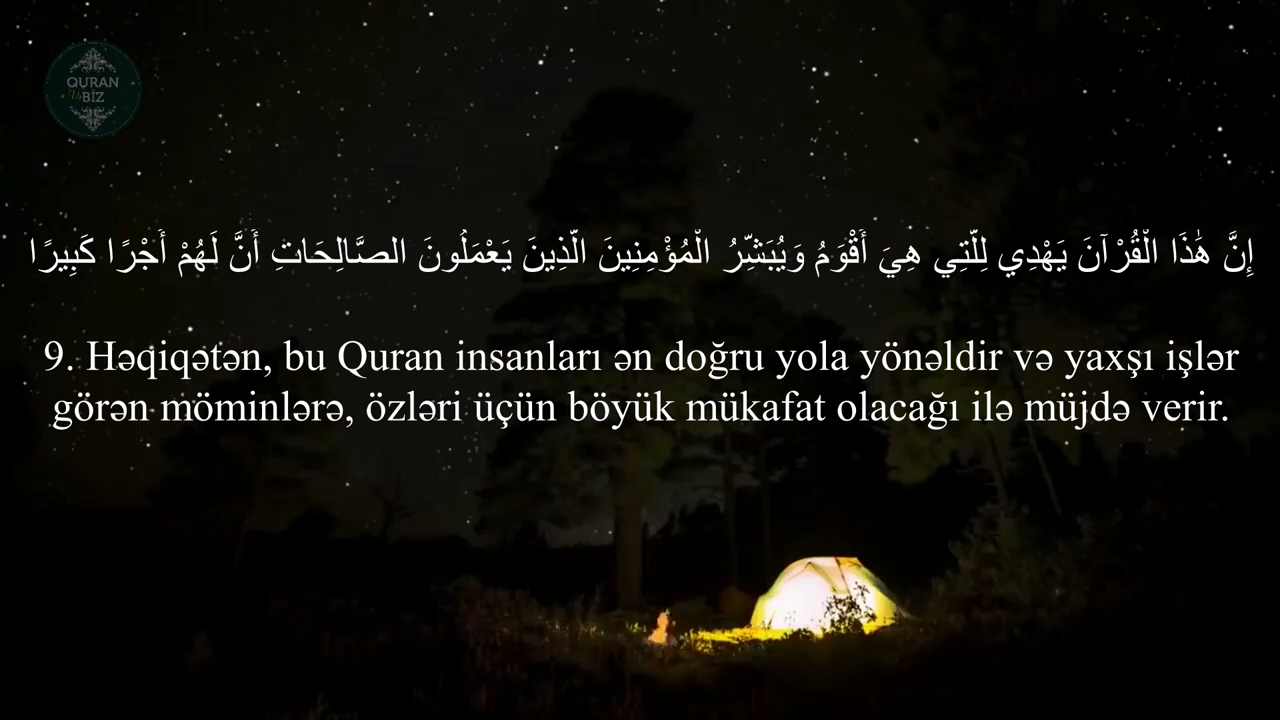 QURAN
Və
BİZ
إِنَّ هَٰذَا الْقُرْآنَ يَهْدِي لِلَّتِي هِيَ أَقْوَمُ وَيُبَشِّرُ الْمُؤْمِنِينَ الَّذِينَ يَعْمَلُونَ الصَّالِحَاتِ أَنَّ لَهُمْ أَجْرًا كَبِيرًا
9. Həqiqətən, bu Quran insanları ən doğru yola yönəldir və yaxşı işlər
görən möminlərə, özləri üçün böyük mükafat olacağı ilə müjdə verir.